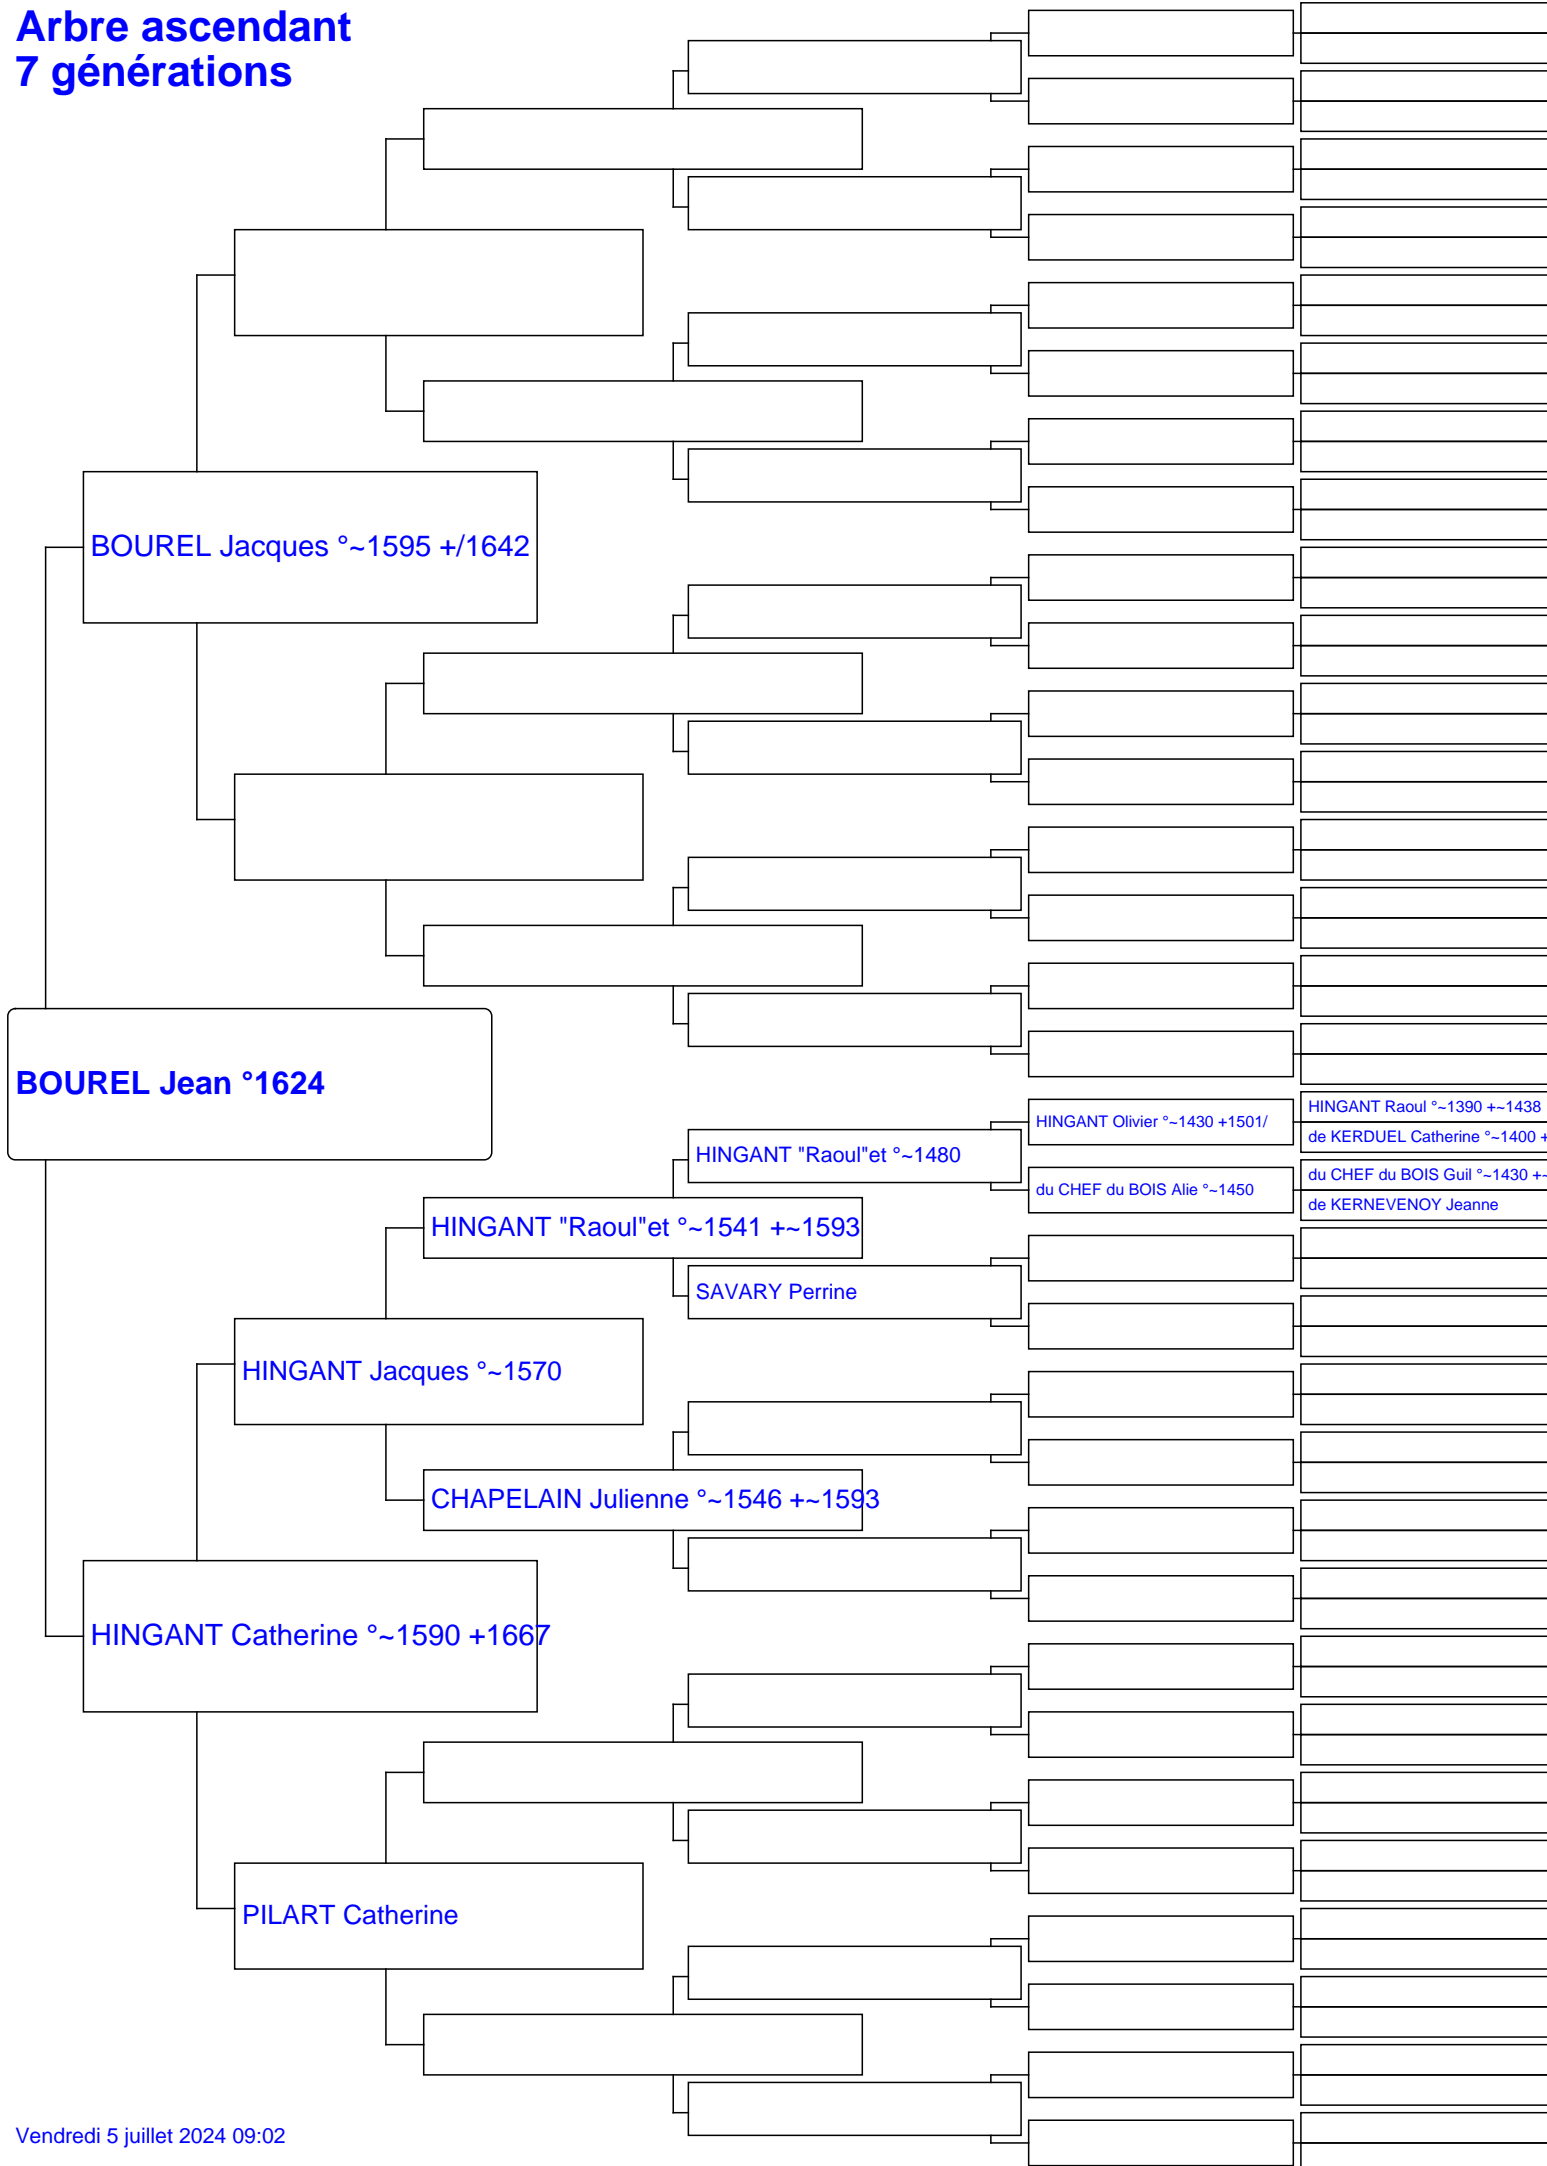 Arbre ascendant
7 générations
BOUREL Jacques °~1595 +/1642
BOUREL Jean °1624
HINGANT Raoul °~1390 +~1438
HINGANT Olivier °~1430 +1501/
de KERDUEL Catherine °~1400 +
HINGANT "Raoul"et °~1480
du CHEF du BOIS Guil °~1430 +~
du CHEF du BOIS Alie °~1450
de KERNEVENOY Jeanne
HINGANT "Raoul"et °~1541 +~1593
SAVARY Perrine
HINGANT Jacques °~1570
CHAPELAIN Julienne °~1546 +~1593
HINGANT Catherine °~1590 +1667
PILART Catherine
Vendredi 5 juillet 2024 09:02